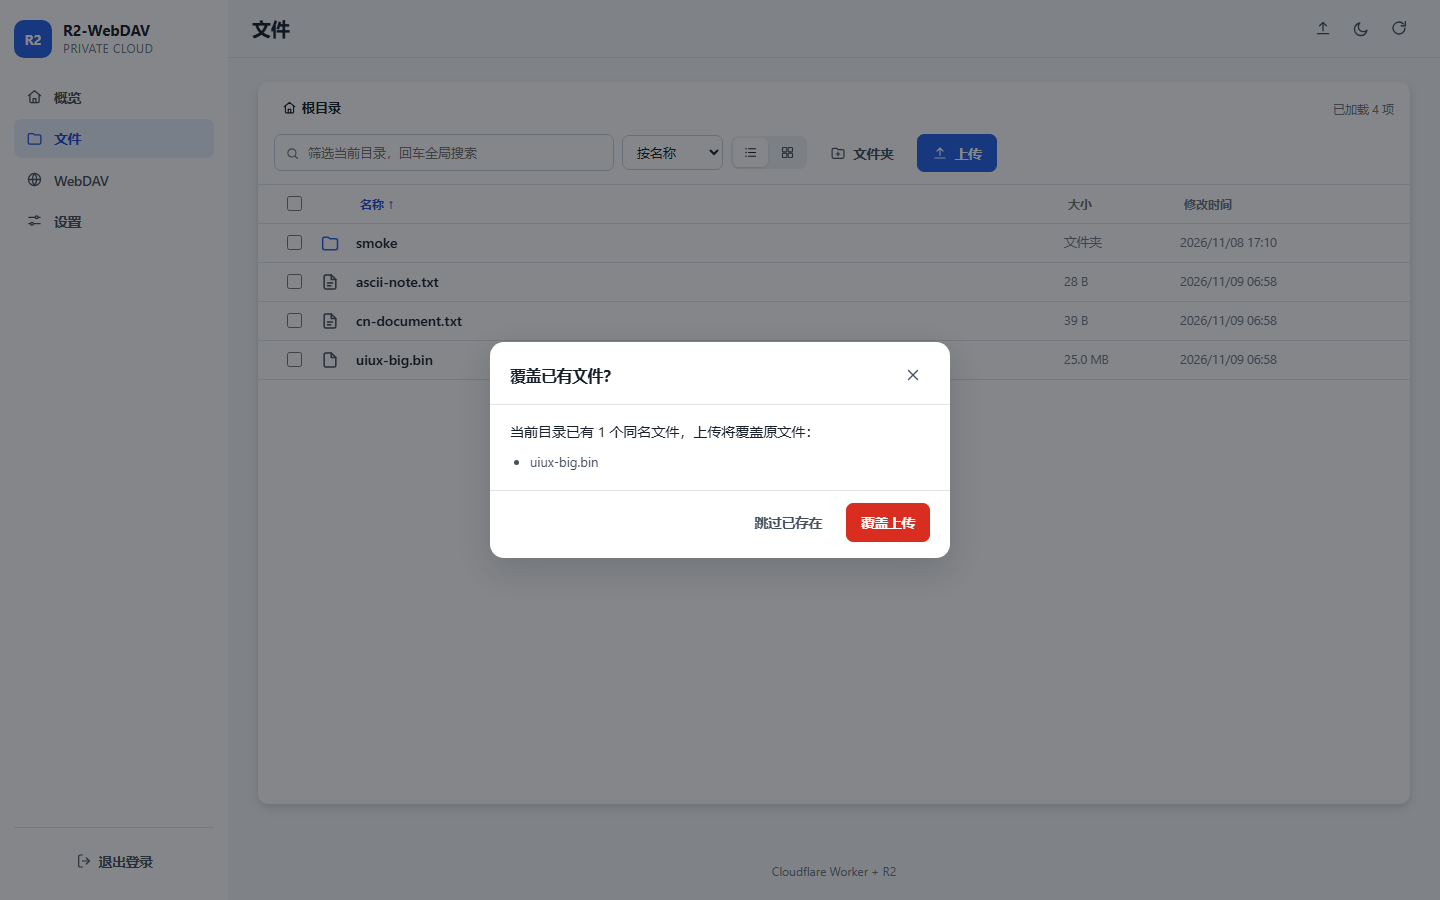 R2
R2-WebDAV
PRIVATE CLOUD
概览
文件
WebDAV
设置
退出登录
文件
根目录
已加载 4 项
筛选当前目录，回车全局搜索
按名称
文件夹
上传
名称 ↑
大小
修改时间
smoke
文件夹
2026/11/08 17:10
ascii-note.txt
28 B
2026/11/09 06:58
cn-document.txt
39 B
2026/11/09 06:58
uiux-big.bin
25.0 MB
2026/11/09 06:58
覆盖已有文件?
当前目录已有 1 个同名文件，上传将覆盖原文件：
uiux-big.bin
跳过已存在
覆盖上传
Cloudflare Worker + R2